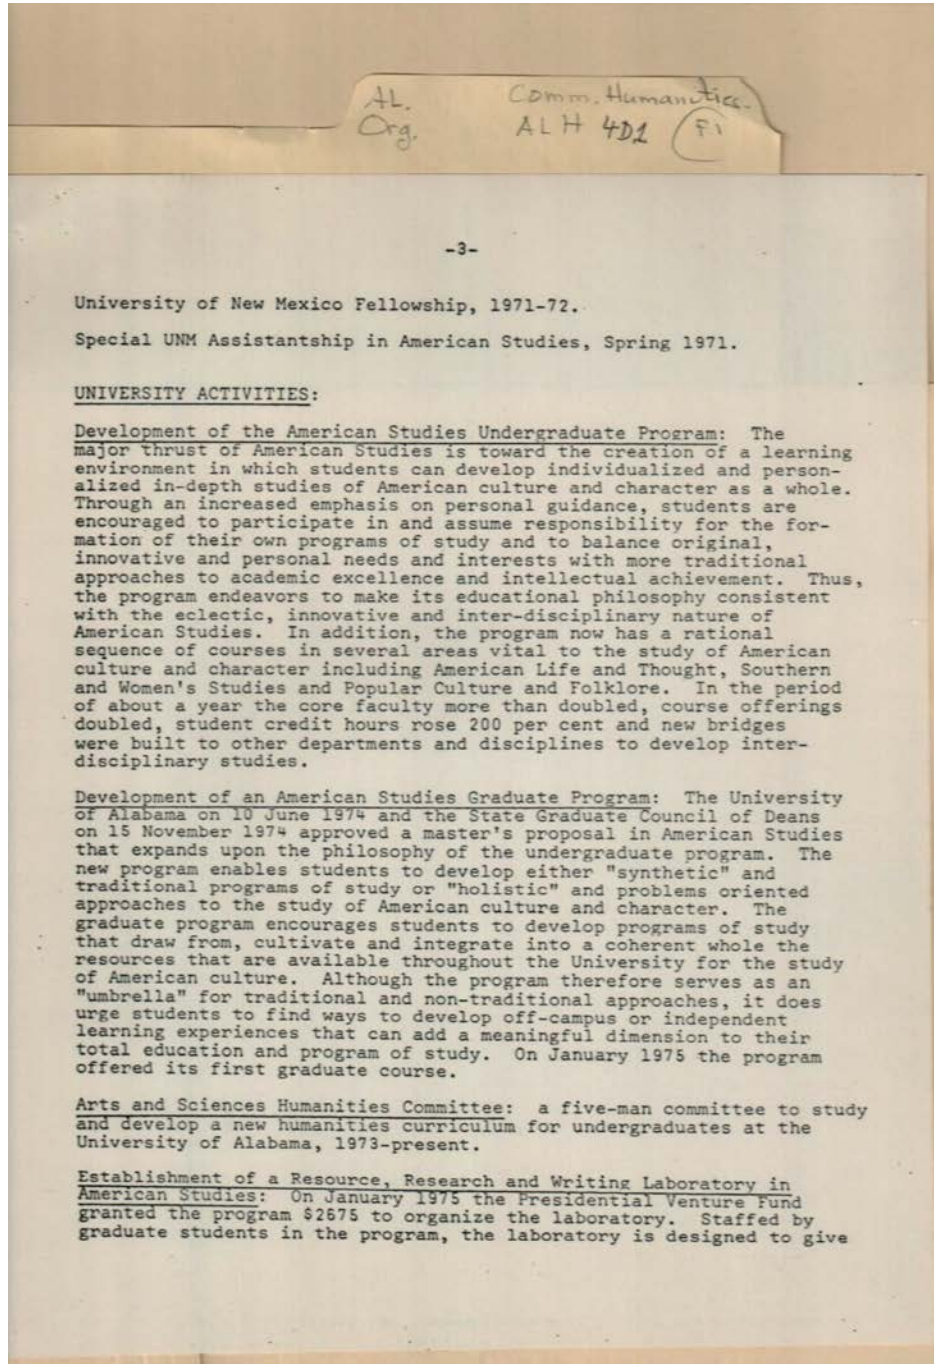 AL. Comm. Humanities.
Org. ALH 4D1 F1
-3-
University of New Mexico Fellowship, 1971-72.
Special UNM Assistantship in American Studies, Spring 1971.
UNIVERSITY ACTIVITIES:
Development of the American Studies Undergraduate Program: The
major thrust of American Studies is toward the creation of a learning
environment in which students can develop individualized and person-
alized in-depth studies of American culture and character as a whole.
Through an increased emphasis on personal guidance, students are
encouraged to participate in and assume responsibility for the for-
mation of their own programs of study and to balance original,
innovative and personal needs and interests with more traditional
approaches to academic excellence and intellectual achievement. Thus,
the program endeavors to make its educational philosophy consistent
with the eclectic, innovative and inter-disciplinary nature of
American Studies. In addition, the program now has a rational
sequence of courses in several areas vital to the study of American
culture and character including American Life and Thought, Southern
and Women's Studies and Popular Culture and Folklore. In the period
of about a year the core faculty more than doubled, course offerings
doubled, student credit hours rose 200 per cent and new bridges
were built to other departments and disciplines to develop inter-
disciplinary studies.
Development of an American Studies Graduate Program: The University
of Alabama on 10 June 1974 and the State Graduate Council of Deans
on 15 November 1974 approved a master's proposal in American Studies
that expands upon the philosophy of the undergraduate program. The
new program enables students to develop either "synthetic" and
traditional programs of study or "holistic" and problems oriented
approaches to the study of American culture and character. The
graduate program encourages students to develop programs of study
that draw from, cultivate and integrate into a coherent whole the
resources that are available throughout the University for the study
of American culture. Although the program therefore serves as an
"umbrella" for traditional and non-traditional approaches, it does
urge students to find ways to develop off-campus or independent
learning experiences that can add a meaningful dimension to their
total education and program of study. On January 1975 the program
offered its first graduate course.
Arts and Sciences Humanities Committee: a five-man committee to study
and develop a new humanities curriculum for undergraduates at the
University of Alabama, 1973-present.
Establishment of a Resource, Research and Writing Laboratory in
American Studies: On January 1975 the Presidential Venture Fund
granted the program $2675 to organize the laboratory. Staffed by
graduate students in the program, the laboratory is designed to give